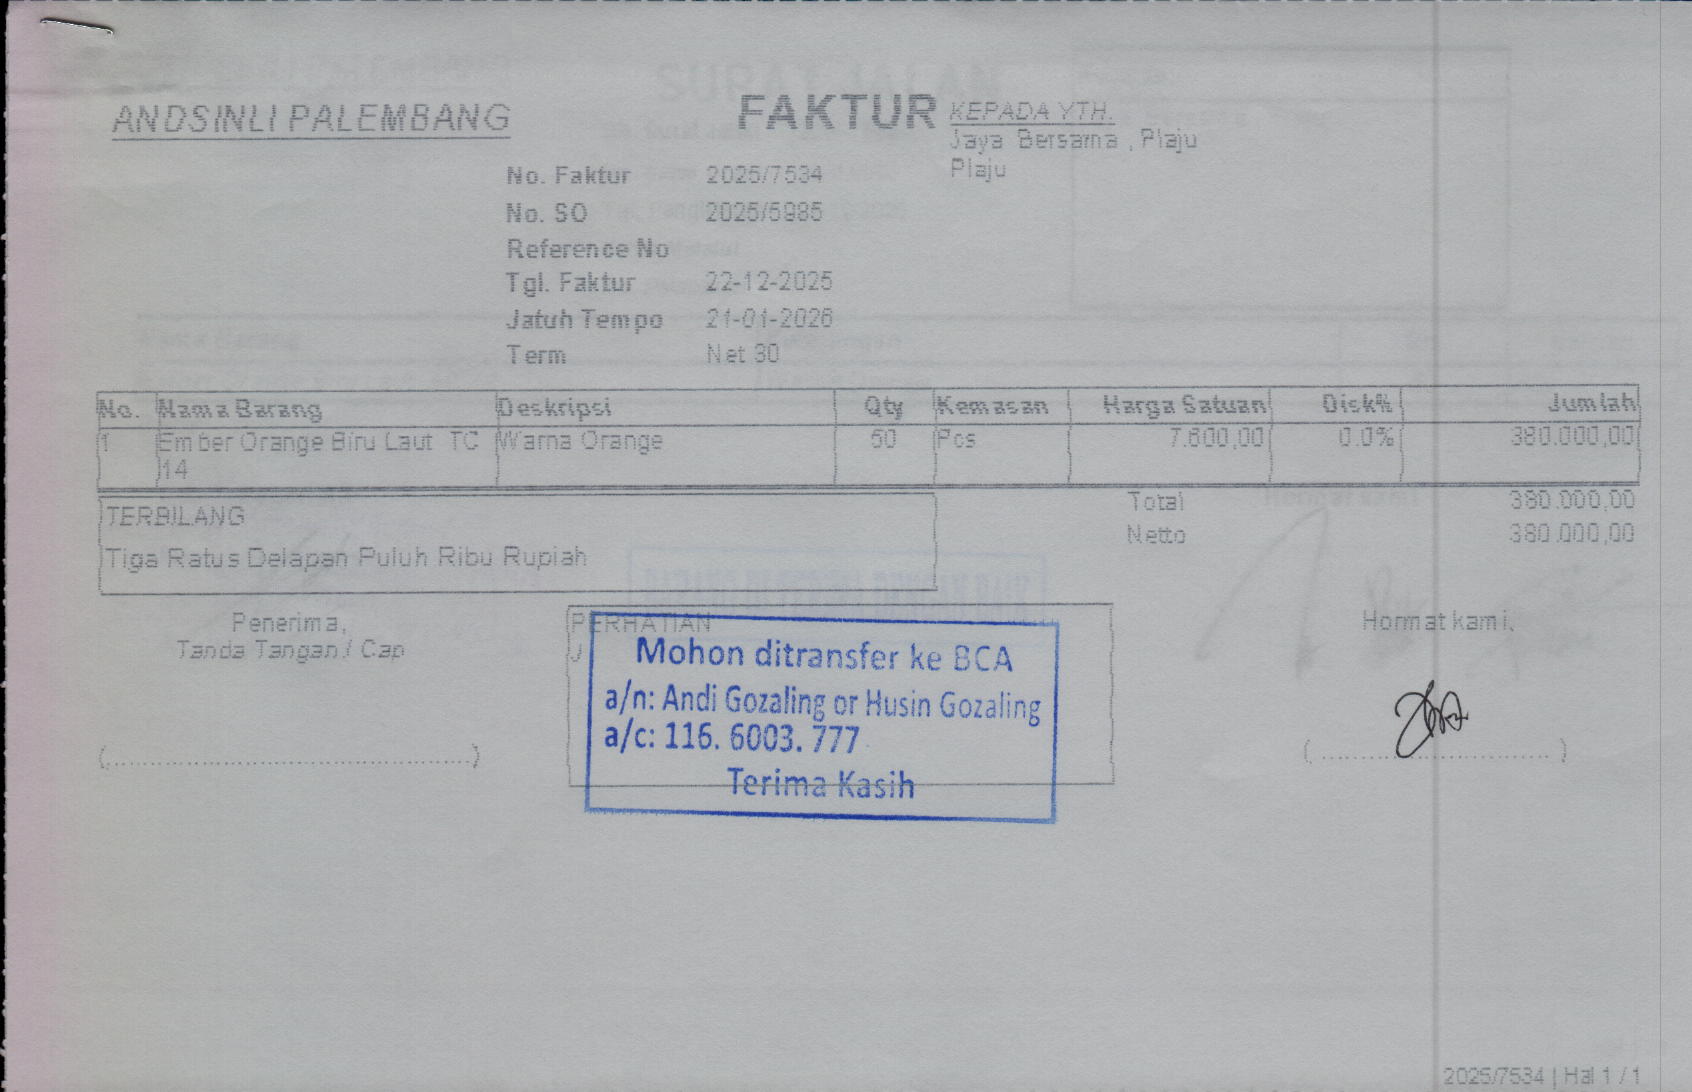 ANDSINLI PALEMBANG
FAKTUR
KEPADA YTH.
Jaya Bersama , Plaju
Plaju
No. Faktur 2025/7534
No. SO 2025/5985
Reference No
Tgl. Faktur 22-12-2025
Jatuh Tempo 21-01-2026
Term Net 30
No. Nama Barang Deskripsi Qty Kemasan Harga Satuan Disk% Jumlah
1 Ember Orange Biru Laut TC Warna Orange 50 Pcs 7.600,00 0.0% 380.000,00
14
Total 380.000,00
Netto 380.000,00
TERBILANG
Tiga Ratus Delapan Puluh Ribu Rupiah
Penerima,
Tanda Tangan / Cap
PERHATIAN
Mohon ditransfer ke BCA
a/n: Andi Gozaling or Husin Gozaling
a/c: 116. 6003. 777
Terima Kasih
Hormat kami,
2025/7534 | Hal 1 / 1